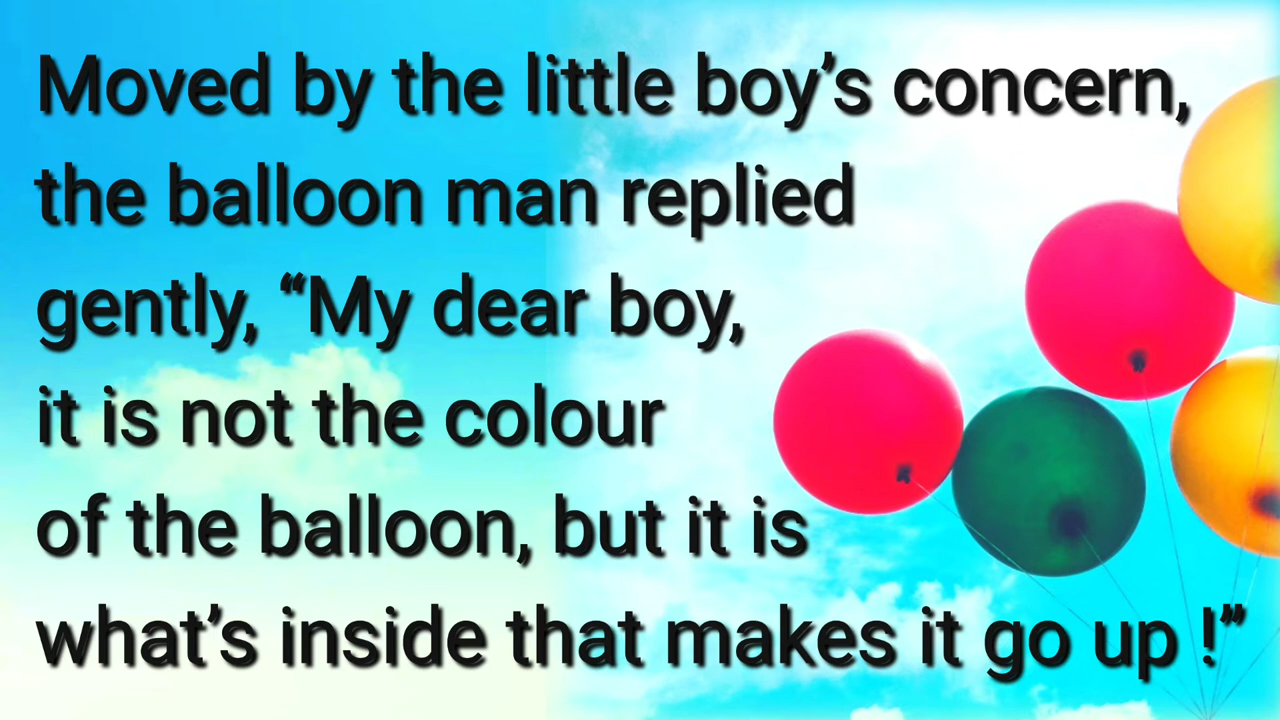 Moved by the little boy’s concern,
the balloon man replied
gently, “My dear boy,
it is not the colour
of the balloon, but it is
what’s inside that makes it go up !”